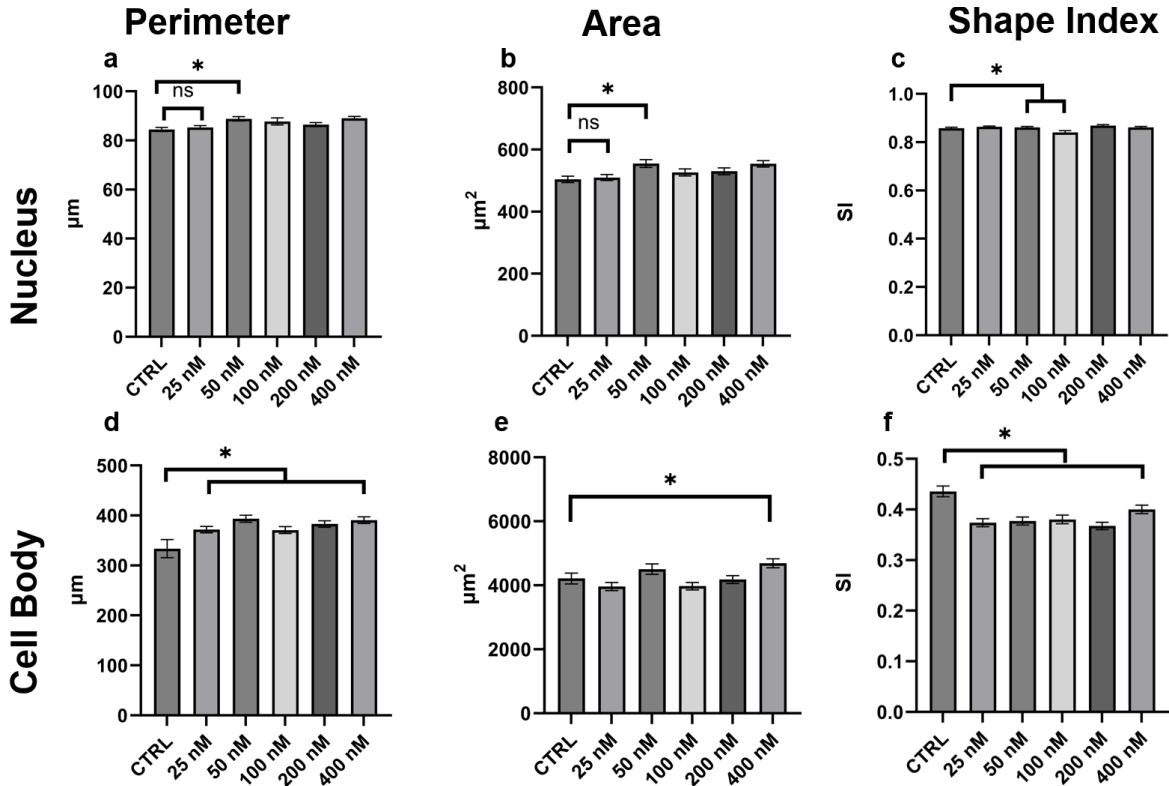 Perimeter
Area
Shape Index
Nucleus
a
*
ns
100
80
60
40
20
0
µm
CTRL
25 nM
50 nM
100 nM
200 nM
400 nM
b
*
ns
800
600
400
200
0
µm²
CTRL
25 nM
50 nM
100 nM
200 nM
400 nM
c
*
1.0
0.8
0.6
0.4
0.2
0.0
SI
CTRL
25 nM
50 nM
100 nM
200 nM
400 nM
Cell Body
d
*
500
400
300
200
100
0
µm
CTRL
25 nM
50 nM
100 nM
200 nM
400 nM
e
*
8000
6000
4000
2000
0
µm²
CTRL
25 nM
50 nM
100 nM
200 nM
400 nM
f
*
0.5
0.4
0.3
0.2
0.1
0.0
SI
CTRL
25 nM
50 nM
100 nM
200 nM
400 nM